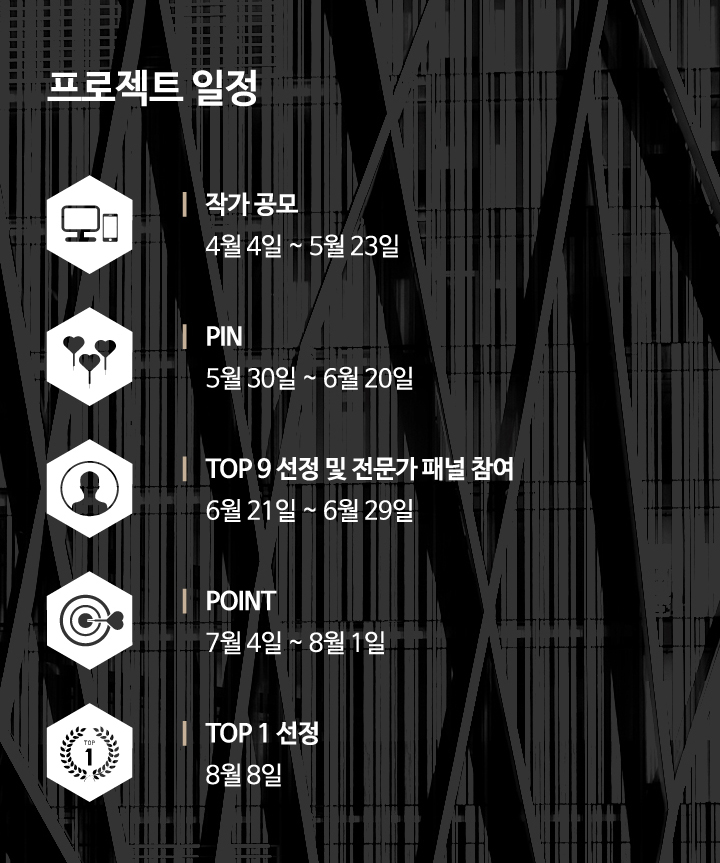 프로젝트 일정
작가 공모
4월 4일 ~ 5월 23일
PIN
5월 30일 ~ 6월 20일
TOP 9 선정 및 전문가 패널 참여
6월 21일 ~ 6월 29일
POINT
7월 4일 ~ 8월 1일
TOP
1
TOP 1 선정
8월 8일